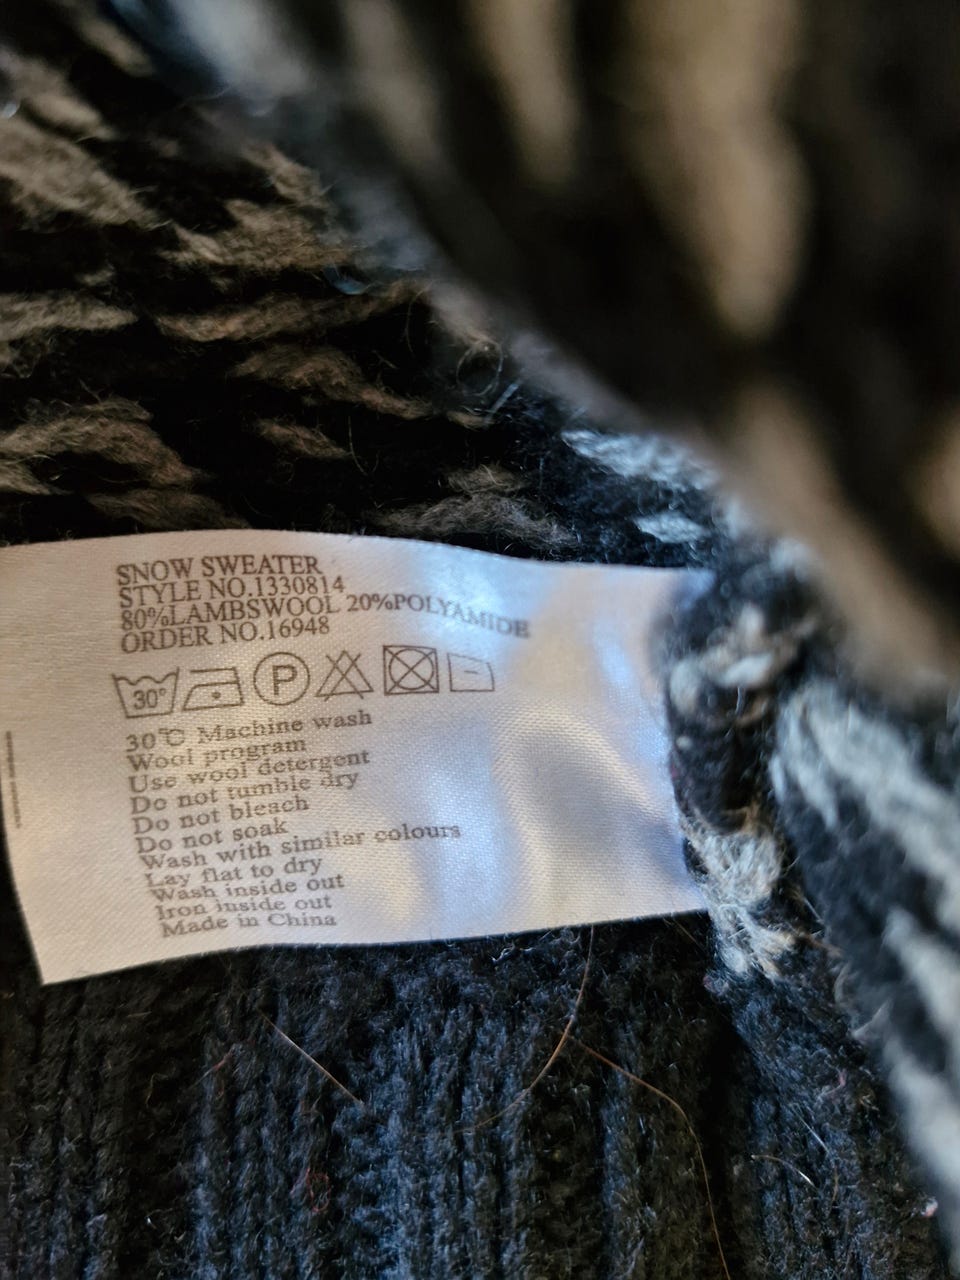 SNOW SWEATER
STYLE NO.1330814
80%LAMBSWOOL 20%POLYAMIDE
ORDER NO.16948
30° P
30℃ Machine wash
Wool program
Use wool detergent
Do not tumble dry
Do not bleach
Do not soak
Wash with similar colours
Lay flat to dry
Wash inside out
Iron inside out
Made in China